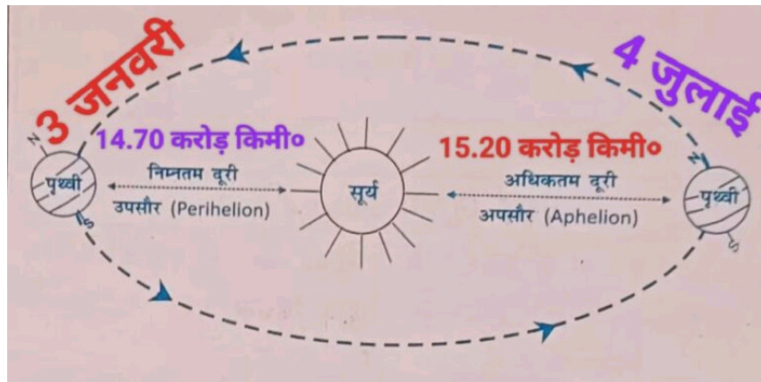 3 जनवरी
4 जुलाई
14.70 करोड़ किमी०
15.20 करोड़ किमी०
N
पृथ्वी
S
निम्नतम दूरी
उपसौर (Perihelion)
सूर्य
अधिकतम दूरी
अपसौर (Aphelion)
N
पृथ्वी
S